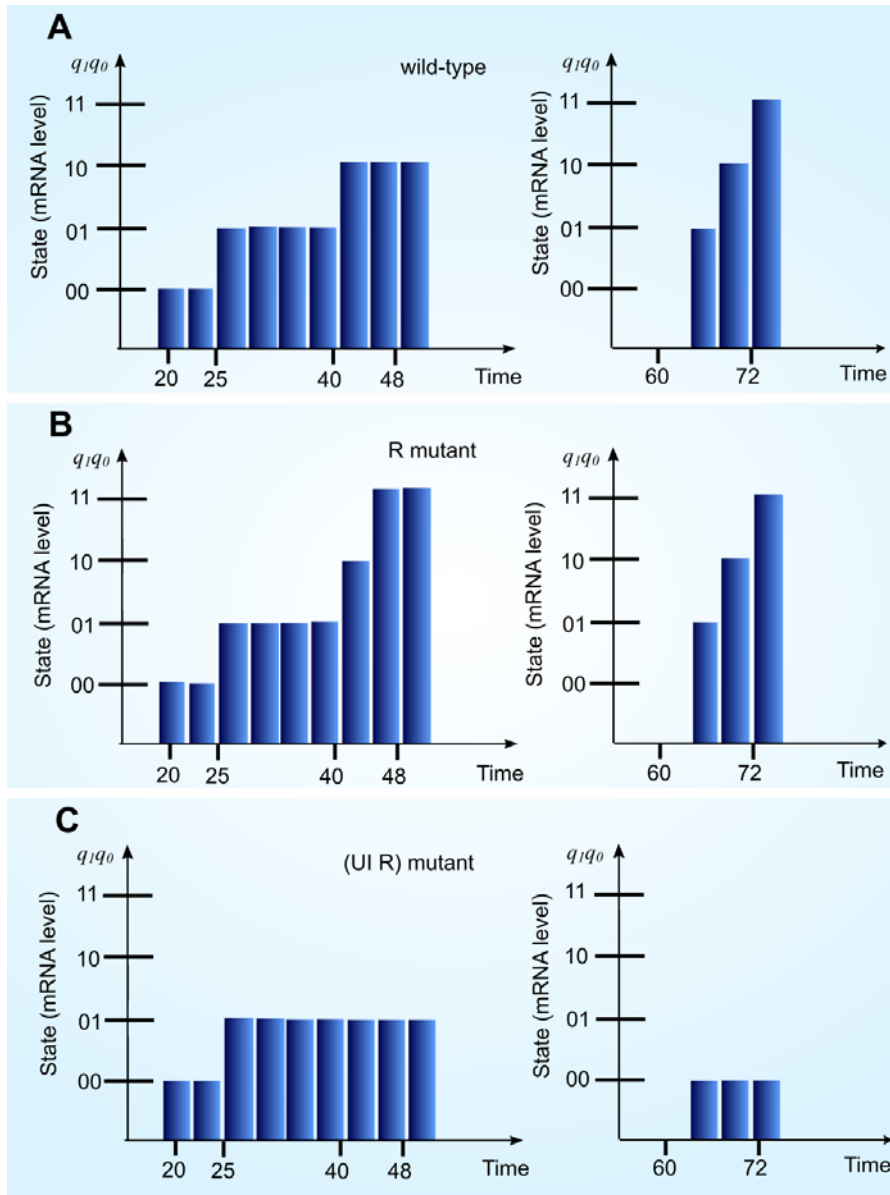 A
wild-type
q1q0
11
10
01
00
State (mRNA level)
20
25
40
48
Time
q1q0
11
10
01
00
State (mRNA level)
60
72
Time
B
R mutant
q1q0
11
10
01
00
State (mRNA level)
20
25
40
48
Time
q1q0
11
10
01
00
State (mRNA level)
60
72
Time
C
(UI R) mutant
q1q0
11
10
01
00
State (mRNA level)
20
25
40
48
Time
q1q0
11
10
01
00
State (mRNA level)
60
72
Time